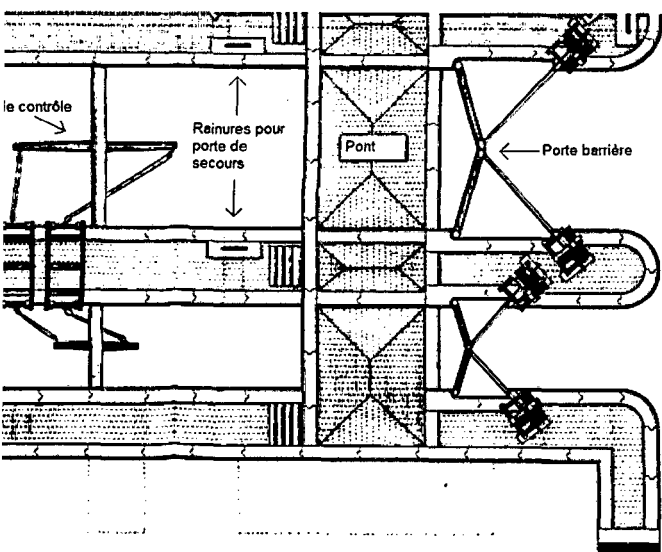 le contrôle
Rainures pour
porte de
secours
Pont
Porte barrière